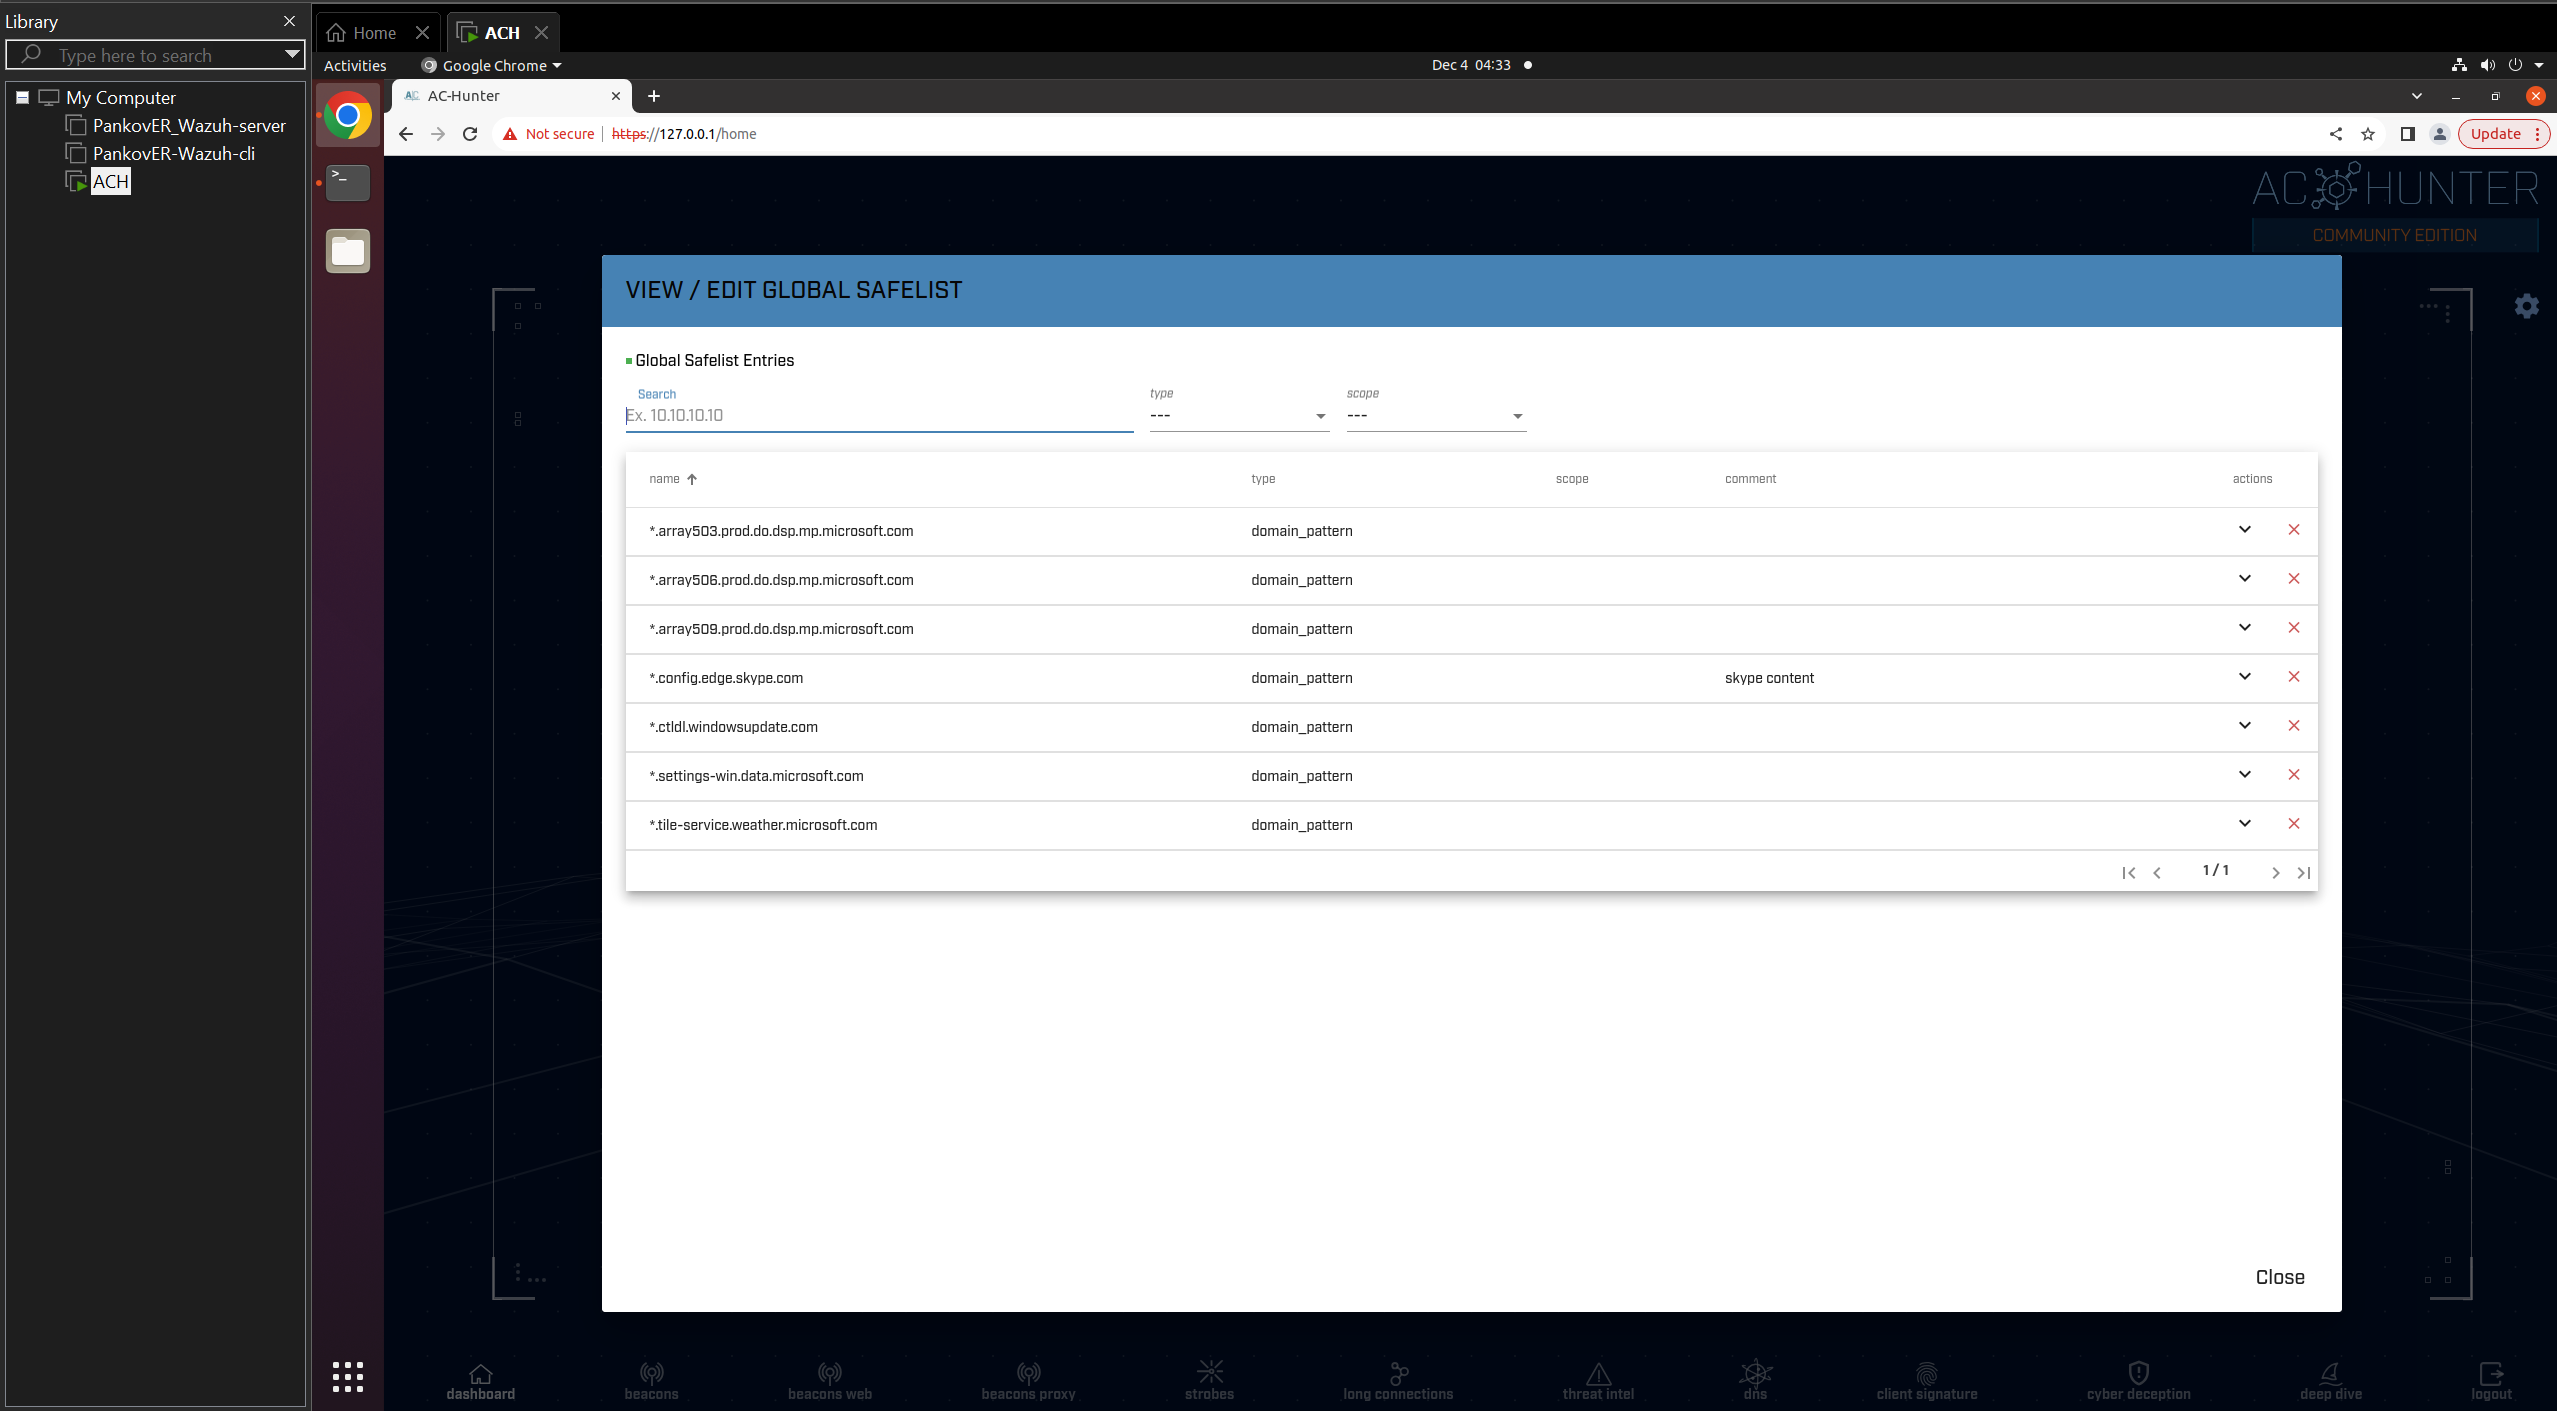 Library
Type here to search
My Computer
PankovER_Wazuh-server
PankovER-Wazuh-cli
ACH
Home
ACH
Activities
Google Chrome
Dec 4 04:33
AC-Hunter
Not secure
https://127.0.0.1/home
Update
AC HUNTER
COMMUNITY EDITION
VIEW / EDIT GLOBAL SAFELIST
Global Safelist Entries
Search type scope
Ex. 10.10.10.10 --- ---
name type scope comment actions
*.array503.prod.do.dsp.mp.microsoft.com domain_pattern
*.array506.prod.do.dsp.mp.microsoft.com domain_pattern
*.array509.prod.do.dsp.mp.microsoft.com domain_pattern
*.config.edge.skype.com domain_pattern skype content
*.ctldl.windowsupdate.com domain_pattern
*.settings-win.data.microsoft.com domain_pattern
*.tile-service.weather.microsoft.com domain_pattern
1 / 1
Close
dashboard beacons beacons web beacons proxy strobes long connections threat intel dns client signature cyber deception deep dive logout